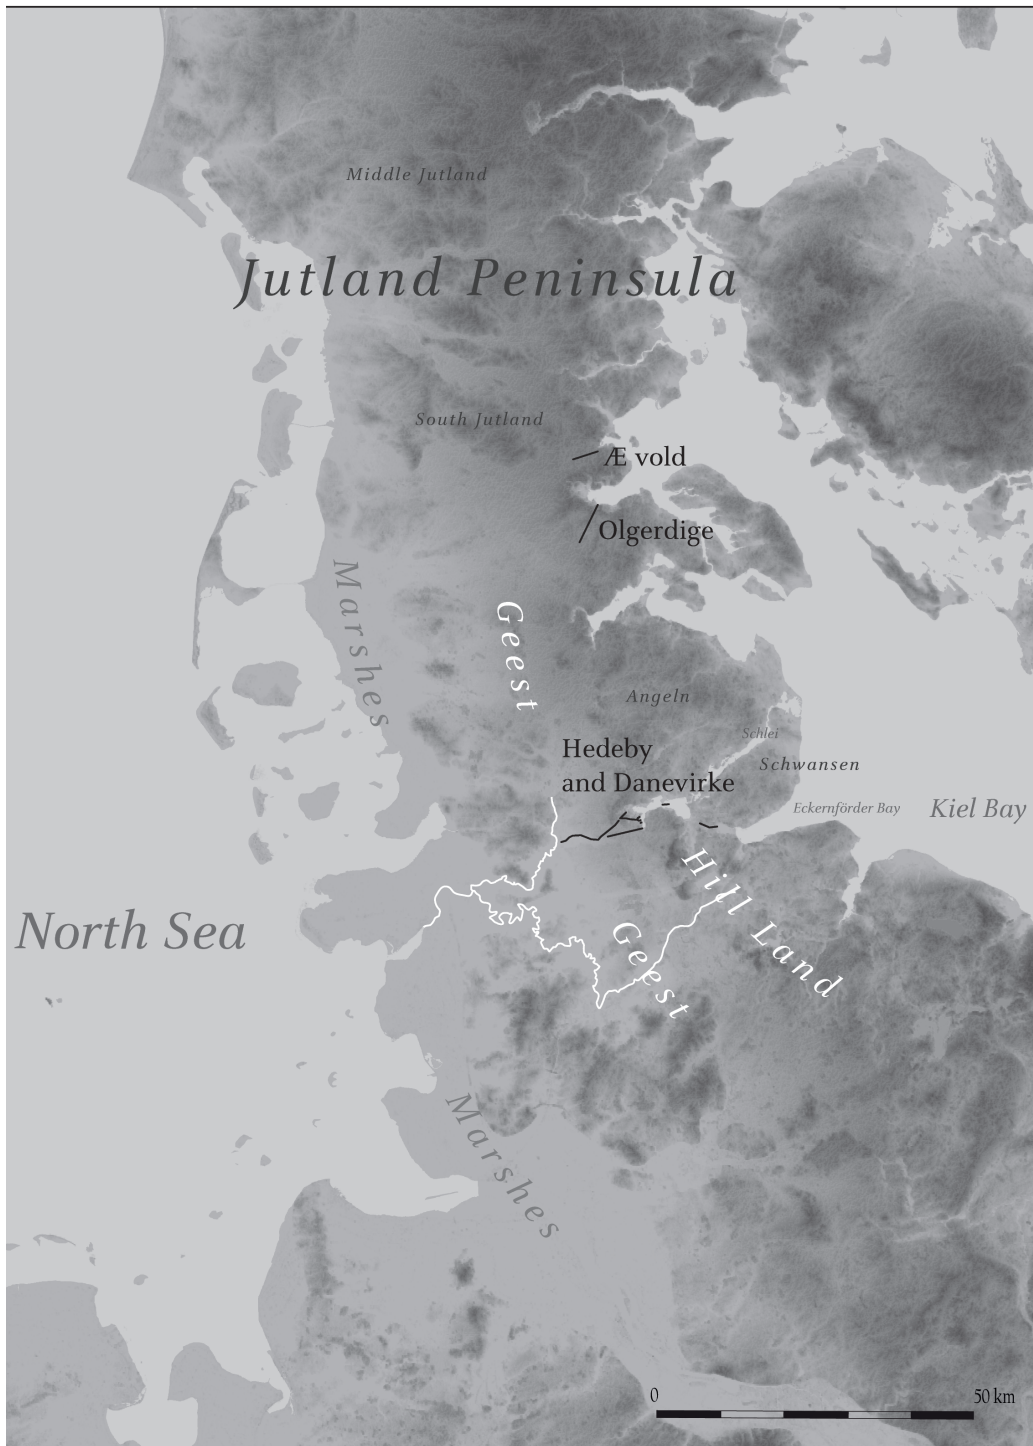 Middle Jutland
Jutland Peninsula
South Jutland
Æ vold
Olgerdige
Marshes
Geest
Angeln
Schlei
Hedeby
and Danevirke
Schwansen
Eckernförder Bay
Kiel Bay
Hill Land
North Sea
Geest
Marshes
0
50 km